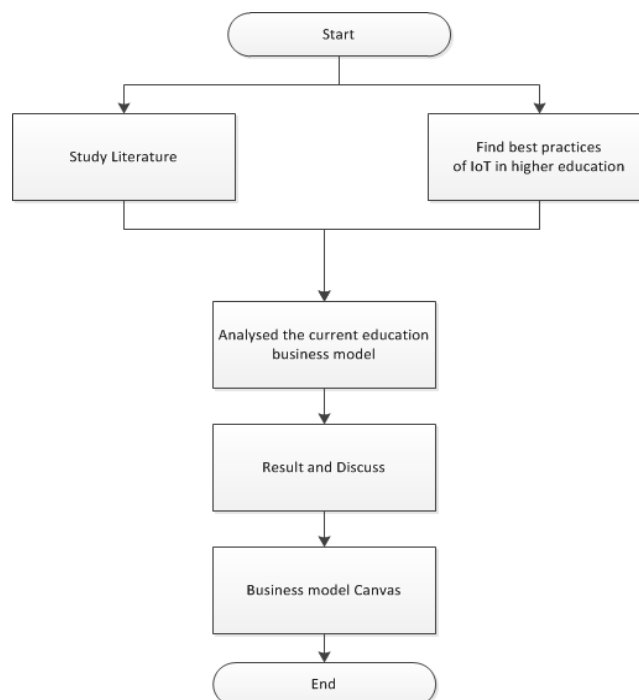 Start
Study Literature
Find best practices
of IoT in higher education
Analysed the current education
business model
Result and Discuss
Business model Canvas
End